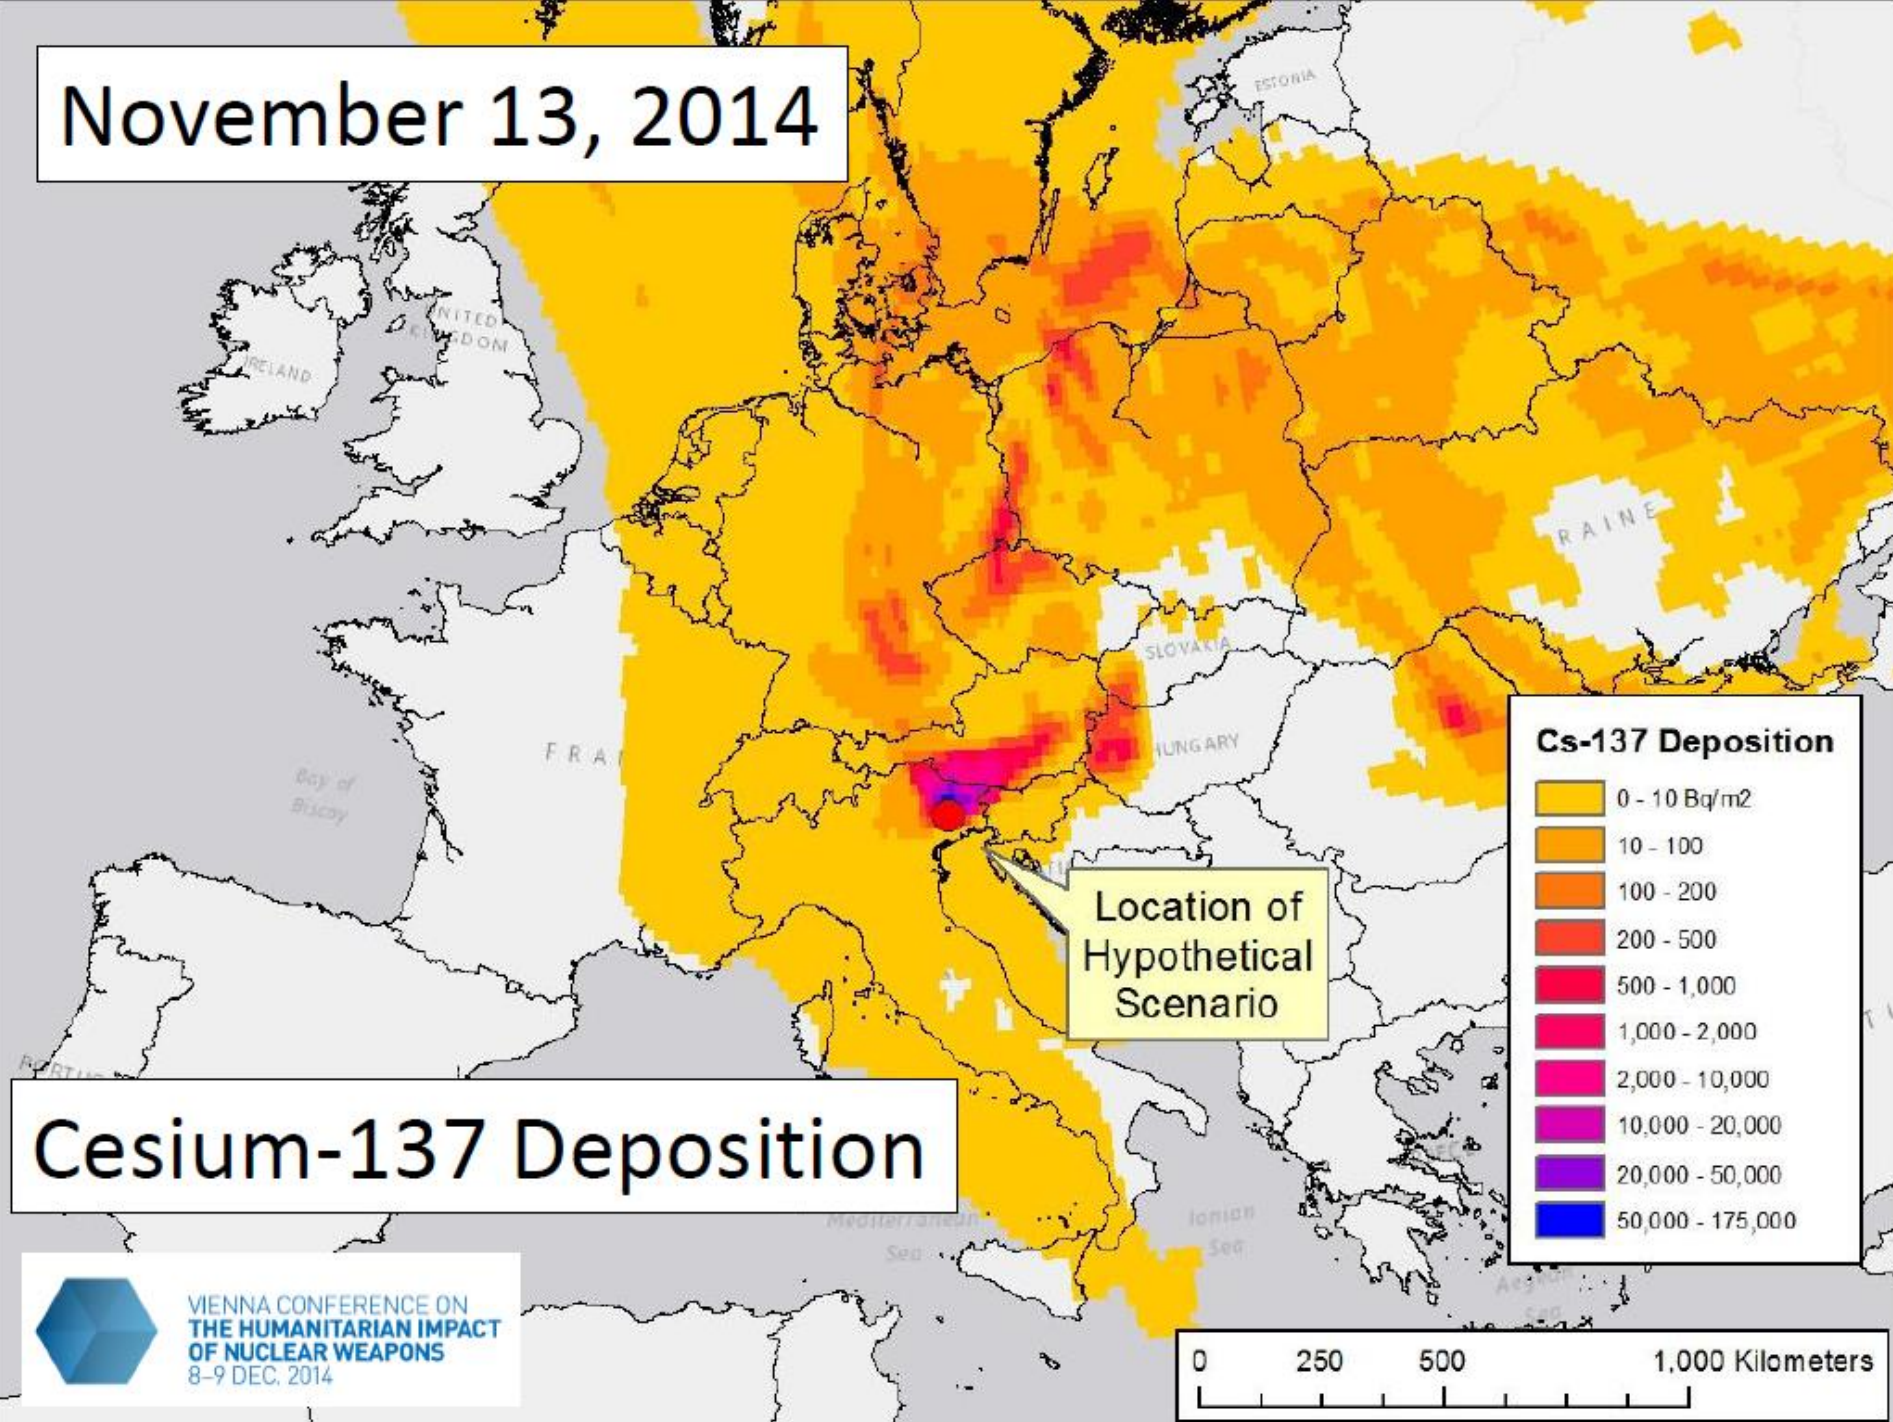 November 13, 2014
ESTONIA
UNITED
KINGDOM
IRELAND
RAINE
SLOVAKIA
FRA
HUNGARY
Bay of
Biscay
Location of
Hypothetical
Scenario
Cs-137 Deposition
0 - 10 Bq/m2
10 - 100
100 - 200
200 - 500
500 - 1,000
1,000 - 2,000
2,000 - 10,000
10,000 - 20,000
20,000 - 50,000
50,000 - 175,000
Cesium-137 Deposition
Mediterranean
Sea
Ionian
Sea
Aegean
Sea
VIENNA CONFERENCE ON
THE HUMANITARIAN IMPACT
OF NUCLEAR WEAPONS
8–9 DEC. 2014
0 250 500 1,000 Kilometers